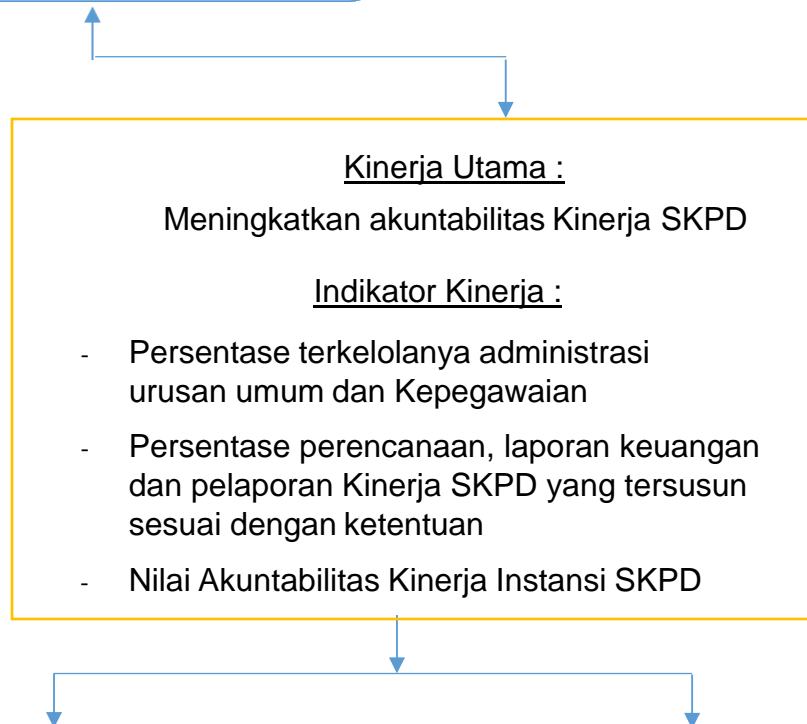 Kinerja Utama :
Meningkatkan akuntabilitas Kinerja SKPD
Indikator Kinerja :
- Persentase terkelolanya administrasi
urusan umum dan Kepegawaian
- Persentase perencanaan, laporan keuangan
dan pelaporan Kinerja SKPD yang tersusun
sesuai dengan ketentuan
- Nilai Akuntabilitas Kinerja Instansi SKPD